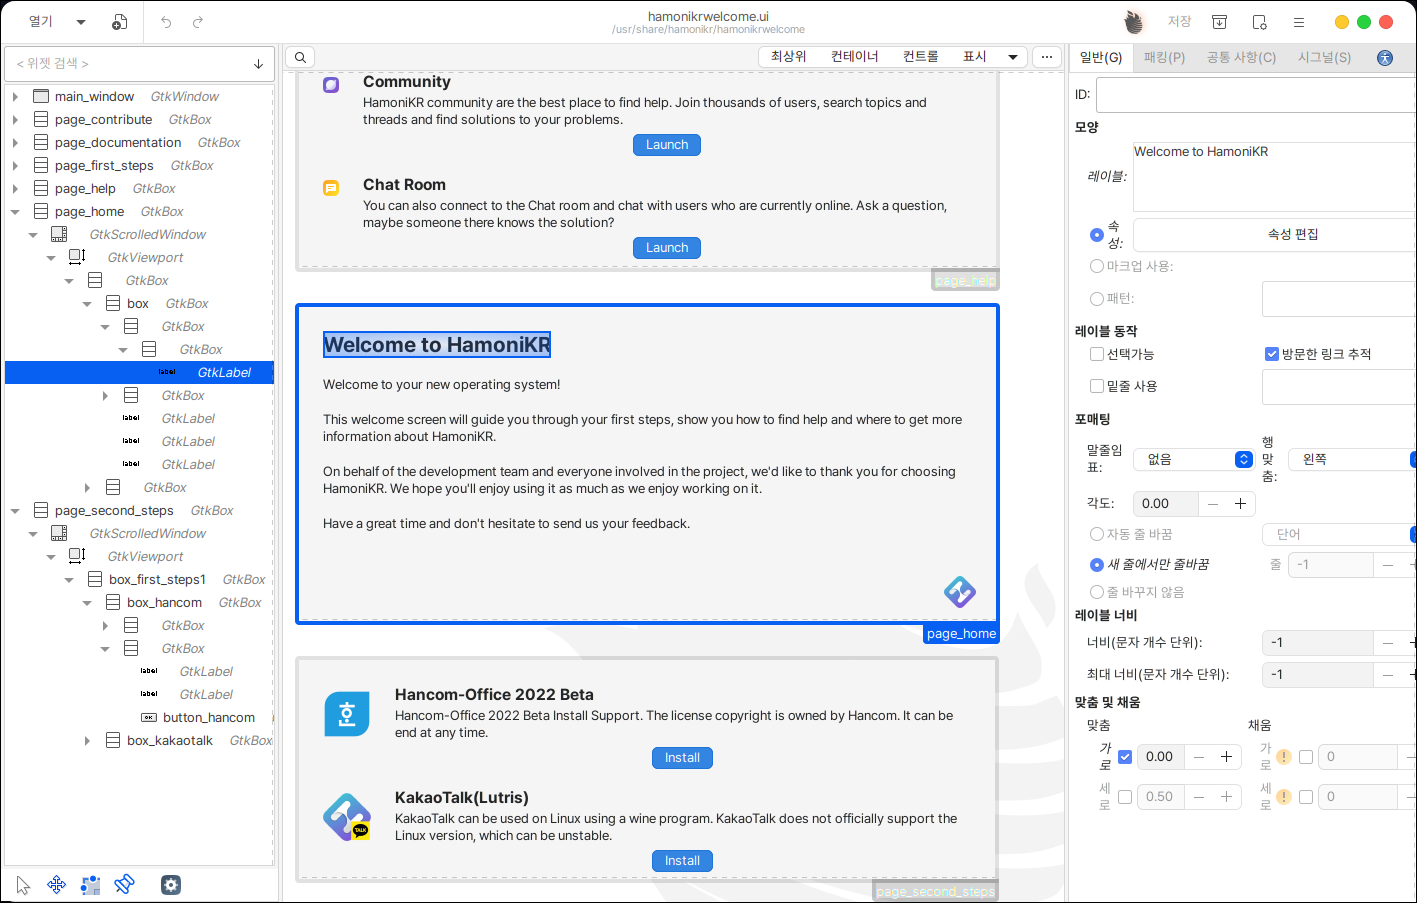 열기
hamonikrwelcome.ui
/usr/share/hamonikr/hamonikrwelcome
저장
< 위젯 검색 >
main_window GtkWindow
page_contribute GtkBox
page_documentation GtkBox
page_first_steps GtkBox
page_help GtkBox
page_home GtkBox
GtkScrolledWindow
GtkViewport
GtkBox
box GtkBox
GtkBox
GtkBox
label GtkLabel
GtkBox
label GtkLabel
label GtkLabel
label GtkLabel
GtkBox
page_second_steps GtkBox
GtkScrolledWindow
GtkViewport
box_first_steps1 GtkBox
box_hancom GtkBox
GtkBox
GtkBox
label GtkLabel
label GtkLabel
OK button_hancom
box_kakaotalk GtkBox
최상위 컨테이너 컨트롤 표시
Community
HamoniKR community are the best place to find help. Join thousands of users, search topics and
threads and find solutions to your problems.
Launch
Chat Room
You can also connect to the Chat room and chat with users who are currently online. Ask a question,
maybe someone there knows the solution?
Launch
page_help
Welcome to HamoniKR
Welcome to your new operating system!
This welcome screen will guide you through your first steps, show you how to find help and where to get more
information about HamoniKR.
On behalf of the development team and everyone involved in the project, we'd like to thank you for choosing
HamoniKR. We hope you'll enjoy using it as much as we enjoy working on it.
Have a great time and don't hesitate to send us your feedback.
page_home
호
Hancom-Office 2022 Beta
Hancom-Office 2022 Beta Install Support. The license copyright is owned by Hancom. It can be
end at any time.
Install
TALK
KakaoTalk(Lutris)
KakaoTalk can be used on Linux using a wine program. KakaoTalk does not officially support the
Linux version, which can be unstable.
Install
page_second_steps
일반(G) 패킹(P) 공통 사항(C) 시그널(S)
ID:
모양
레이블: Welcome to HamoniKR
속성: 속성 편집
마크업 사용:
패턴:
레이블 동작
선택가능 방문한 링크 추적
밑줄 사용
포매팅
말줄임표: 없음 행 맞춤: 왼쪽
각도: 0.00
자동 줄 바꿈 단어
새 줄에서만 줄바꿈 줄 -1
줄 바꾸지 않음
레이블 너비
너비(문자 개수 단위): -1
최대 너비(문자 개수 단위): -1
맞춤 및 채움
맞춤 채움
가로 0.00 가로 ! 0
세로 0.50 세로 ! 0